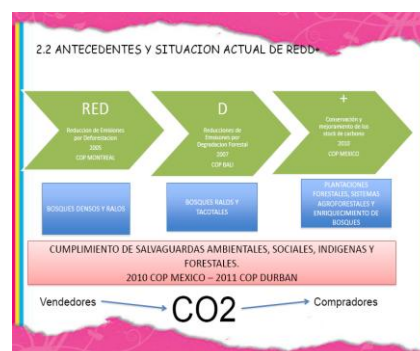 2.2 ANTECEDENTES Y SITUACION ACTUAL DE REDD+
RED
Reduccion de Emisiones
por Deforestacion
2005
COP MONTREAL
D
Reducciones de
Emisiones por
Degradacion Forestal
2007
COP BALI
+
Conservación y
mejoramiento de los
stock de carbono
2010
COP MEXICO
BOSQUES DENSOS Y RALOS
BOSQUES RALOS Y
TACOTALES
PLANTACIONES
FORESTALES, SISTEMAS
AGROFORESTALES Y
ENRIQUECIMIENTO DE
BOSQUES
CUMPLIMIENTO DE SALVAGUARDAS AMBIENTALES, SOCIALES, INDIGENAS Y
FORESTALES.
2010 COP MEXICO – 2011 COP DURBAN
Vendedores
CO2
Compradores